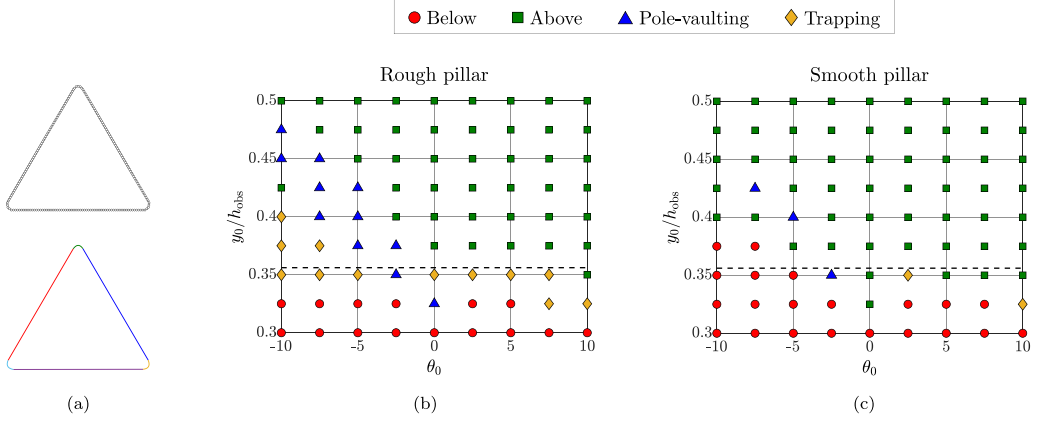 Below Above Pole-vaulting Trapping
Rough pillar
0.5
0.45
0.4
0.35
0.3
y₀/h_obs
-10 -5 0 5 10
θ₀
Smooth pillar
0.5
0.45
0.4
0.35
0.3
y₀/h_obs
-10 -5 0 5 10
θ₀
(a) (b) (c)